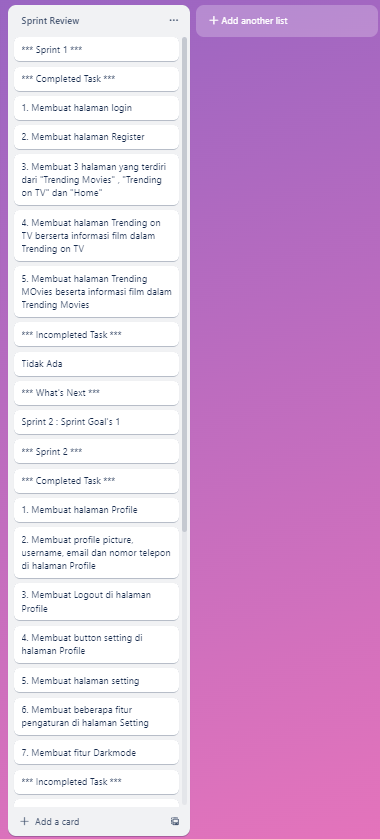 Sprint Review
Add another list
*** Sprint 1 ***
*** Completed Task ***
1. Membuat halaman login
2. Membuat halaman Register
3. Membuat 3 halaman yang terdiri
dari "Trending Movies" , "Trending
on TV" dan "Home"
4. Membuat halaman Trending on
TV berserta informasi film dalam
Trending on TV
5. Membuat halaman Trending
MOvies beserta informasi film dalam
Trending Movies
*** Incompleted Task ***
Tidak Ada
*** What's Next ***
Sprint 2 : Sprint Goal's 1
*** Sprint 2 ***
*** Completed Task ***
1. Membuat halaman Profile
2. Membuat profile picture,
username, email dan nomor telepon
di halaman Profile
3. Membuat Logout di halaman
Profile
4. Membuat button setting di
halaman Profile
5. Membuat halaman setting
6. Membuat beberapa fitur
pengaturan di halaman Setting
7. Membuat fitur Darkmode
*** Incompleted Task ***
Add a card